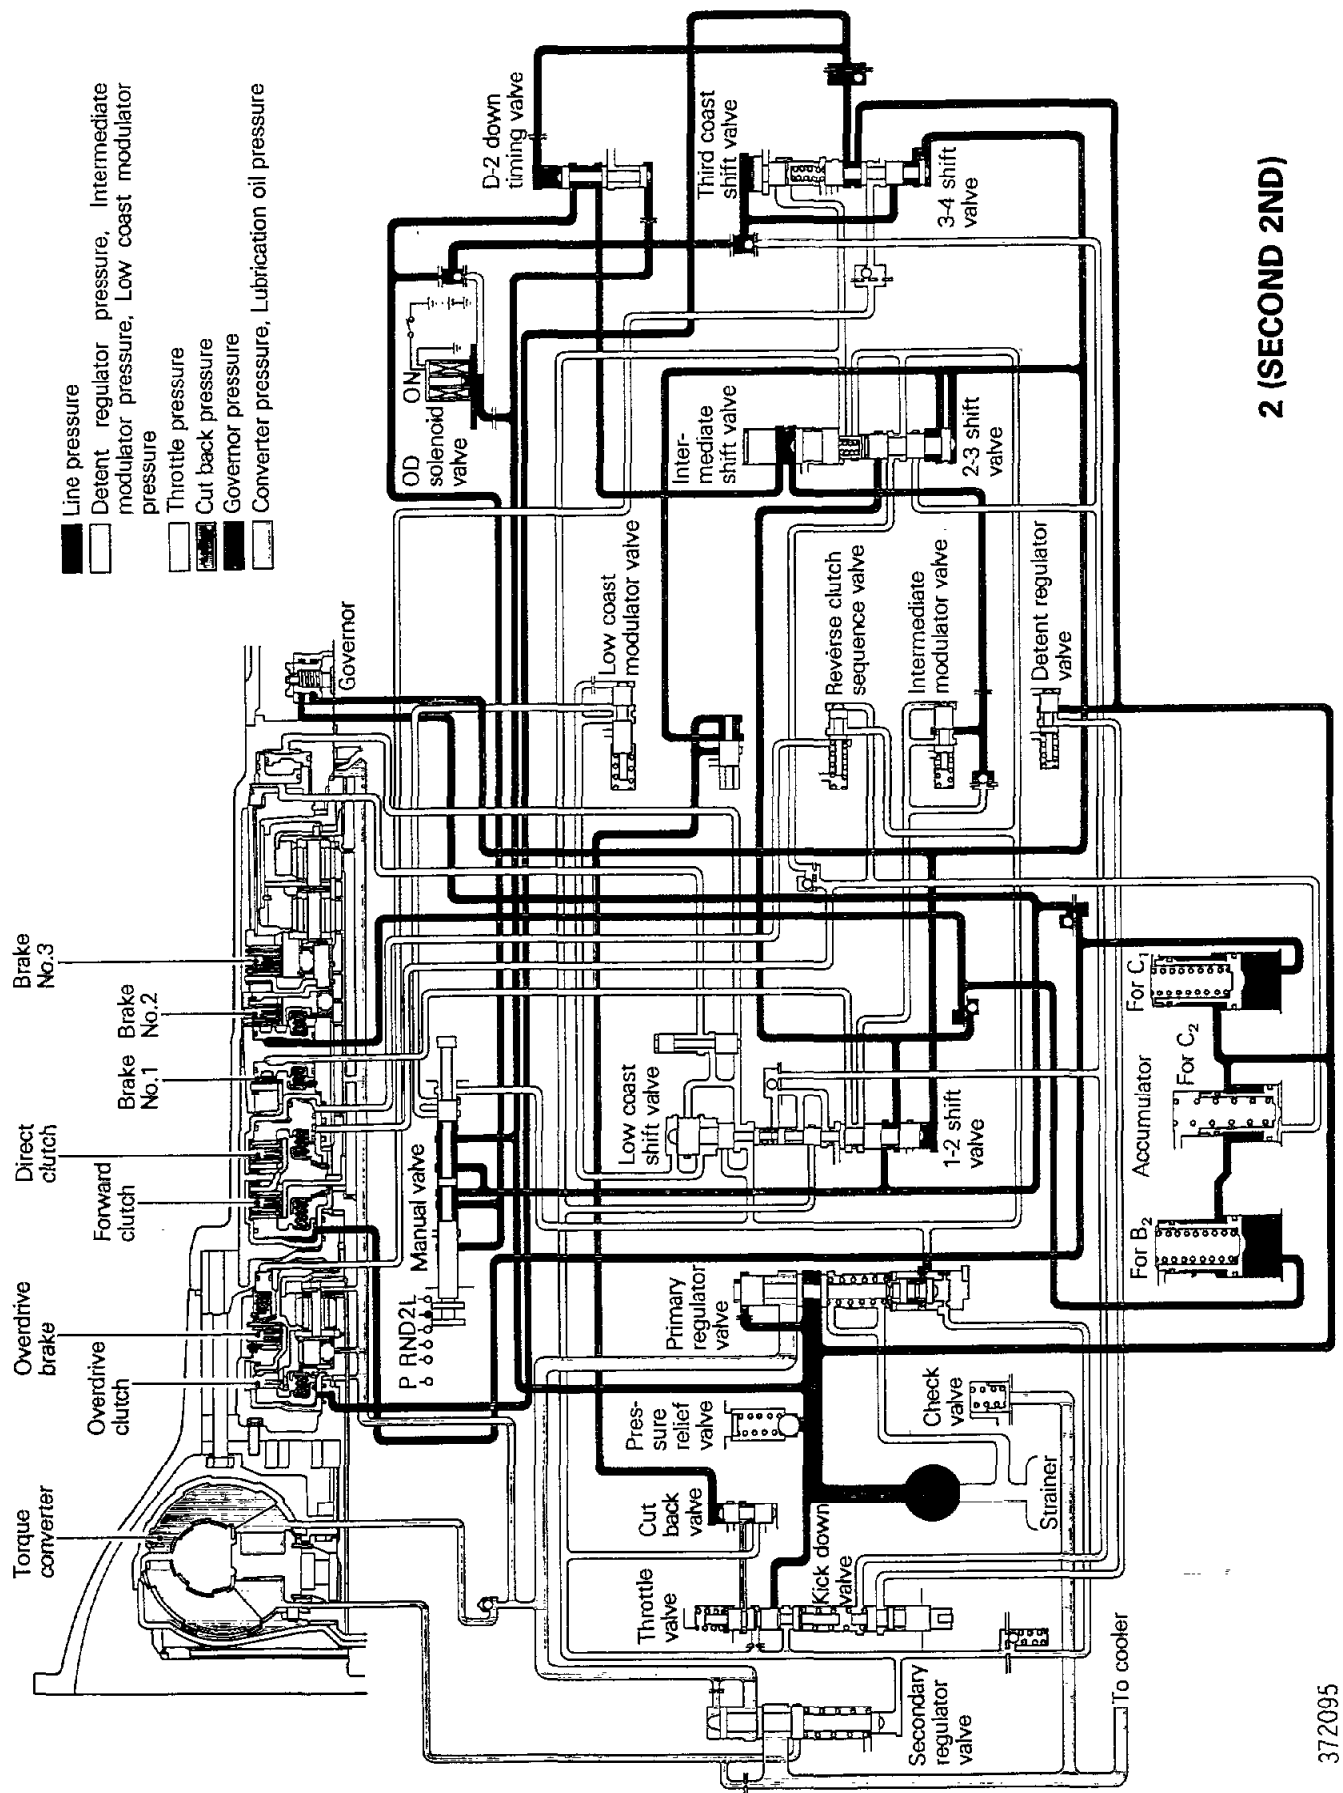 Line pressure
Detent regulator pressure, Intermediate
modulator pressure, Low coast modulator
pressure
Throttle pressure
Cut back pressure
Governor pressure
Converter pressure, Lubrication oil pressure
Torque
converter
Overdrive
clutch
Overdrive
brake
Forward
clutch
Direct
clutch
Brake
No.1
Brake
No.2
Brake
No.3
Governor
P RND2L
Manual valve
OD
solenoid
valve
ON
D-2 down
timing valve
Third coast
shift valve
3-4 shift
valve
Inter-
mediate
shift valve
2-3 shift
valve
Low coast
modulator valve
Reverse clutch
sequence valve
Intermediate
modulator valve
Detent regulator
valve
Low coast
shift valve
1-2 shift
valve
Primary
regulator
valve
Pres-
sure
relief
valve
Cut
back
valve
Throttle
valve
Kick down
valve
Secondary
regulator
valve
Check
valve
Strainer
To cooler
Accumulator
For B2
For C2
For C1
2 (SECOND 2ND)
372095